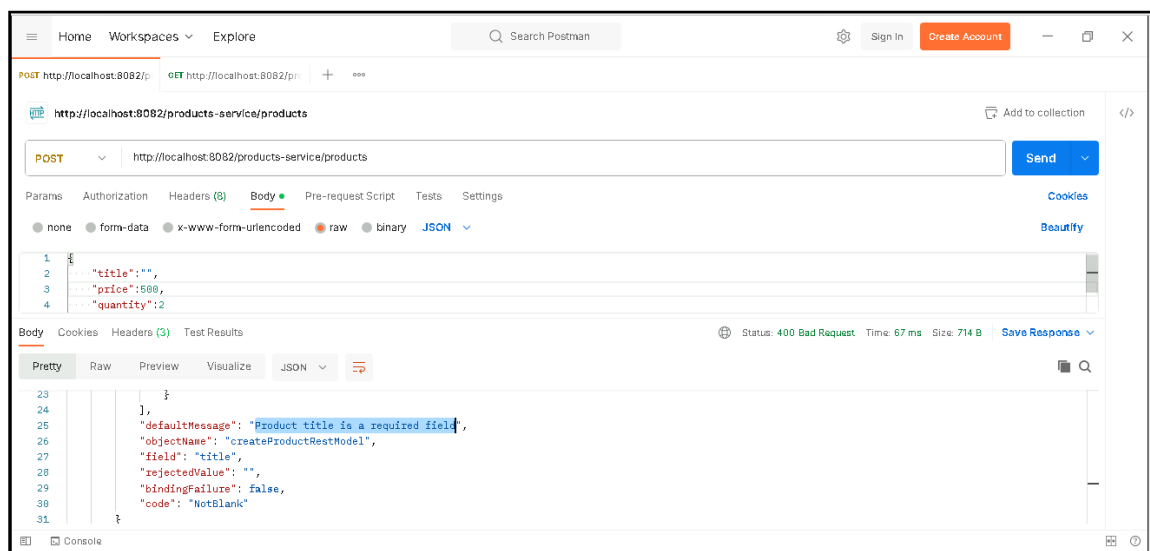 Home Workspaces Explore Search Postman Sign In Create Account
POST http://localhost:8082/p GET http://localhost:8082/pr
HTTP http://localhost:8082/products-service/products Add to collection </>
POST http://localhost:8082/products-service/products Send
Params Authorization Headers (8) Body Pre-request Script Tests Settings Cookies
none form-data x-www-form-urlencoded raw binary JSON Beautify
1 {
2 "title":"",
3 "price":500,
4 "quantity":2
Body Cookies Headers (3) Test Results Status: 400 Bad Request Time: 67 ms Size: 714 B Save Response
Pretty Raw Preview Visualize JSON
23 }
24 ],
25 "defaultMessage": "Product title is a required field",
26 "objectName": "createProductRestModel",
27 "field": "title",
28 "rejectedValue": "",
29 "bindingFailure": false,
30 "code": "NotBlank"
31 }
Console